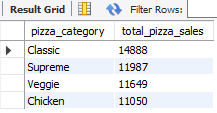 Result Grid Filter Rows:
pizza_category total_pizza_sales
Classic 14888
Supreme 11987
Veggie 11649
Chicken 11050